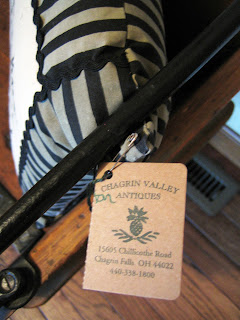 CHAGRIN VALLEY
ANTIQUES
15605 Chillicothe Road
Chagrin Falls, OH 44022
440-338-1800